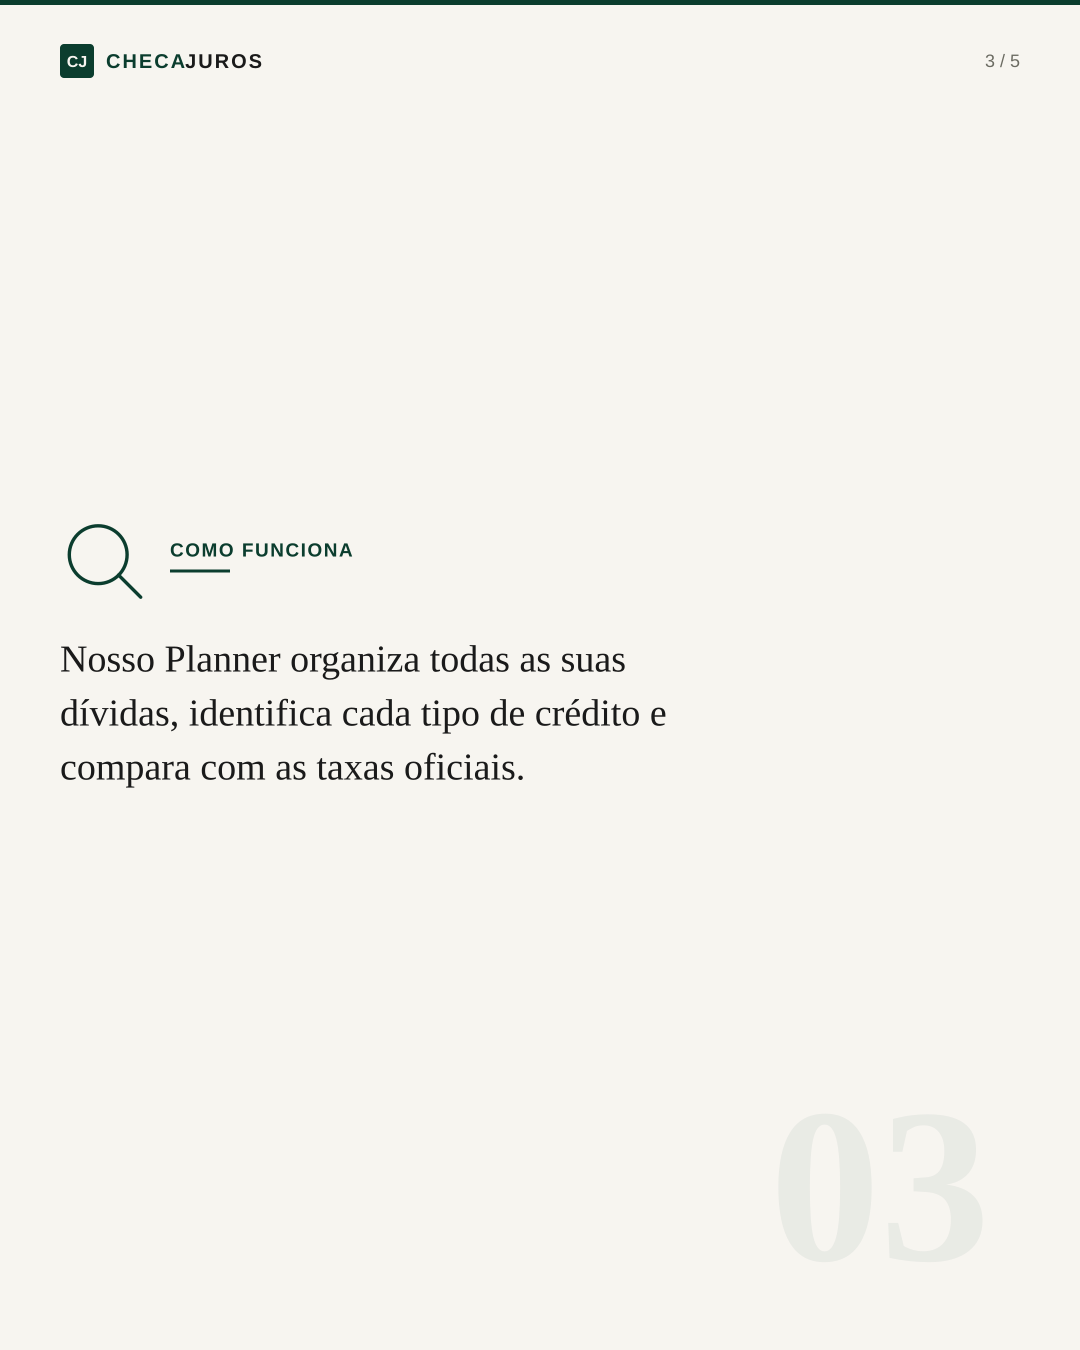 CJ CHECAJUROS
3 / 5
COMO FUNCIONA
Nosso Planner organiza todas as suas
dívidas, identifica cada tipo de crédito e
compara com as taxas oficiais.
03